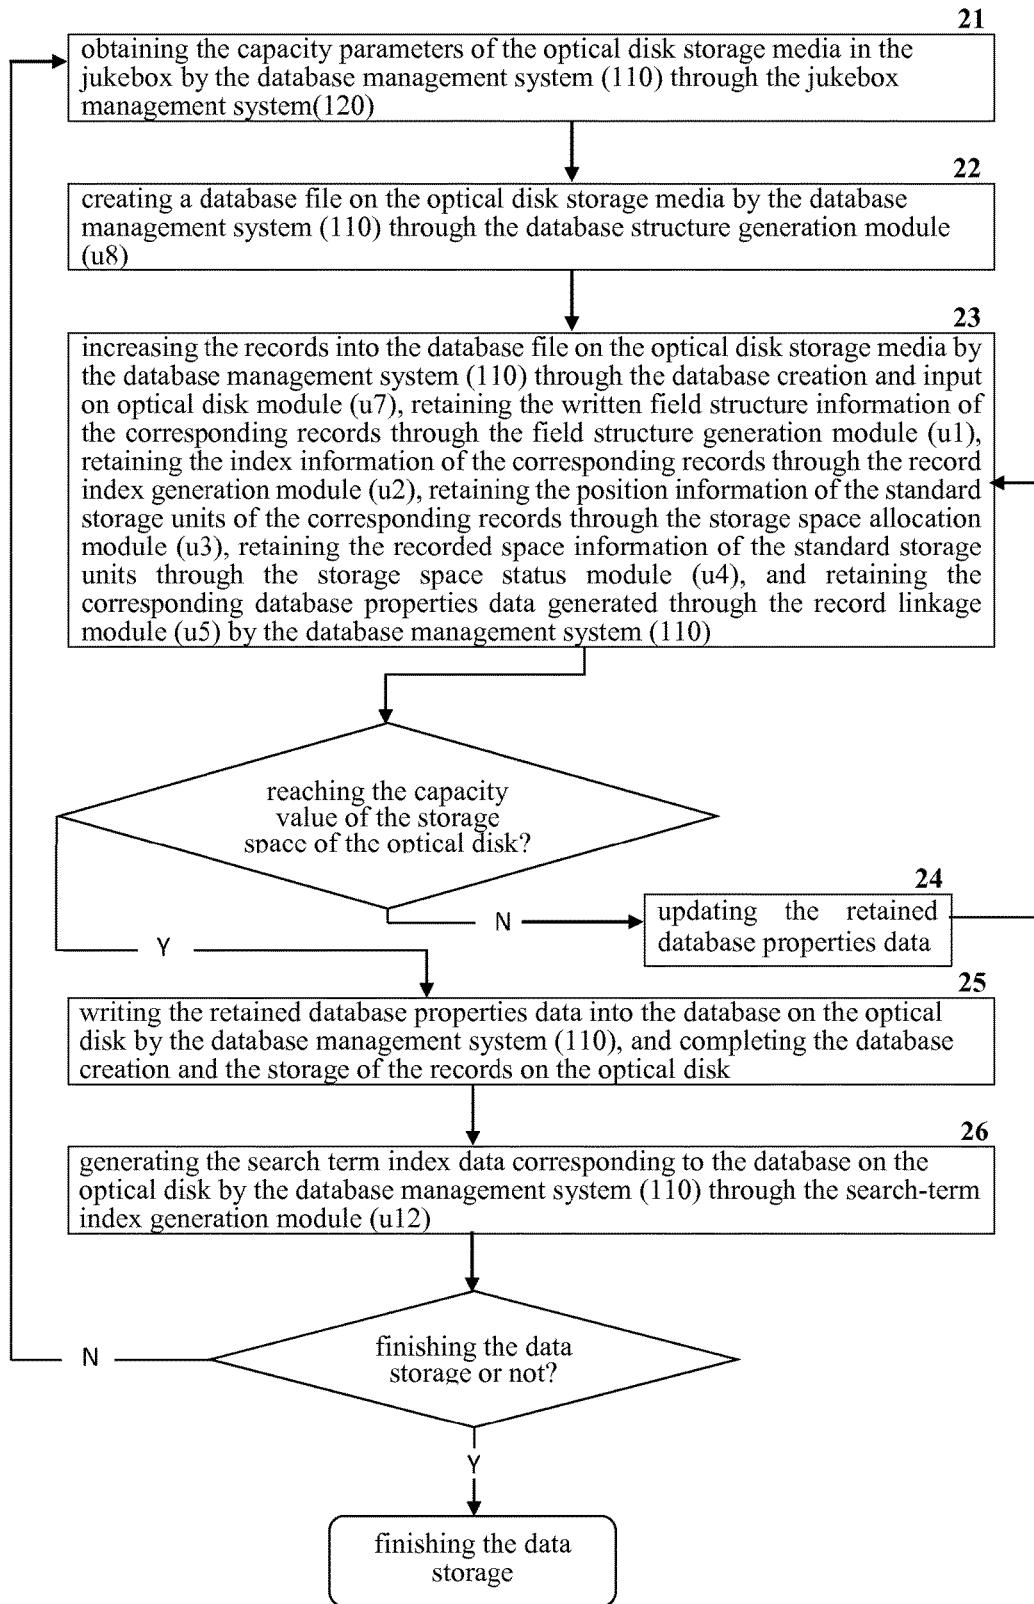 21
obtaining the capacity parameters of the optical disk storage media in the
jukebox by the database management system (110) through the jukebox
management system(120)
22
creating a database file on the optical disk storage media by the database
management system (110) through the database structure generation module
(u8)
23
increasing the records into the database file on the optical disk storage media by
the database management system (110) through the database creation and input
on optical disk module (u7), retaining the written field structure information of
the corresponding records through the field structure generation module (u1),
retaining the index information of the corresponding records through the record
index generation module (u2), retaining the position information of the standard
storage units of the corresponding records through the storage space allocation
module (u3), retaining the recorded space information of the standard storage
units through the storage space status module (u4), and retaining the
corresponding database properties data generated through the record linkage
module (u5) by the database management system (110)
reaching the capacity
value of the storage
space of the optical disk?
24
N
updating the retained
database properties data
Y
25
writing the retained database properties data into the database on the optical
disk by the database management system (110), and completing the database
creation and the storage of the records on the optical disk
26
generating the search term index data corresponding to the database on the
optical disk by the database management system (110) through the search-term
index generation module (u12)
finishing the data
storage or not?
N
Y
finishing the data
storage